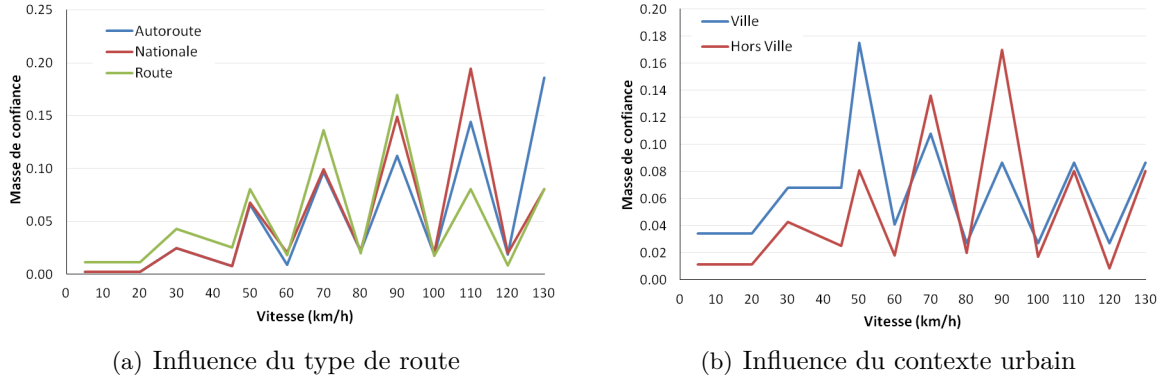 0.25
0.20
0.15
0.10
0.05
0.00
Masse de confiance
Autoroute
Nationale
Route
0 10 20 30 40 50 60 70 80 90 100 110 120 130
Vitesse (km/h)
(a) Influence du type de route
0.20
0.18
0.16
0.14
0.12
0.10
0.08
0.06
0.04
0.02
0.00
Masse de confiance
Ville
Hors Ville
0 10 20 30 40 50 60 70 80 90 100 110 120 130
Vitesse (km/h)
(b) Influence du contexte urbain